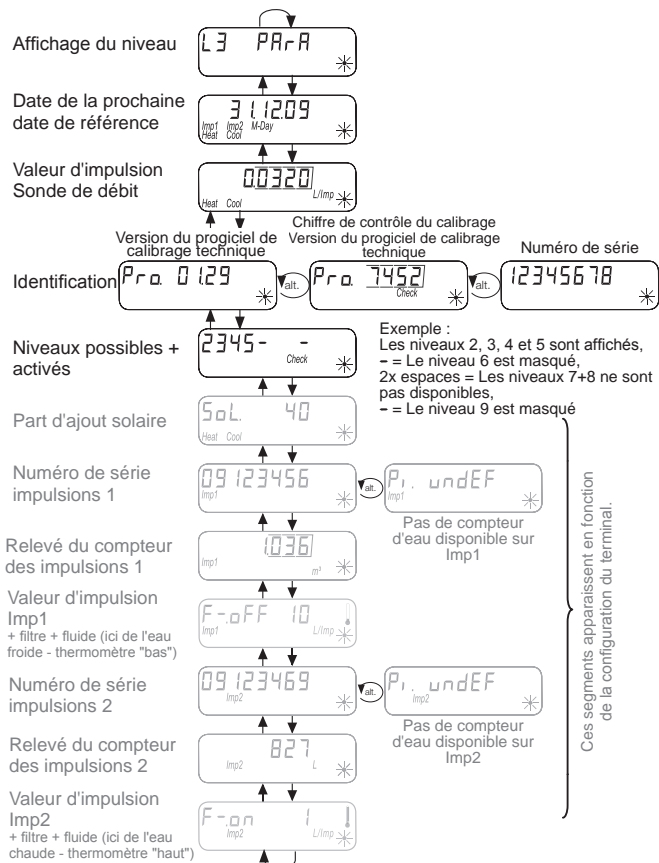 Affichage du niveau
L3 PArA
Date de la prochaine
date de référence
31.12.09
Imp1 Imp2 M-Day
Heat Cool
Valeur d'impulsion
Sonde de débit
0.0320
L/Imp
Heat Cool
Chiffre de contrôle du calibrage
Version du progiciel de
calibrage technique
Version du progiciel de calibrage
technique
Numéro de série
Identification
Pro. 01.29
alt.
Pro. 7452
Check
alt.
12345678
Niveaux possibles +
activés
2345- -
Check
Exemple :
Les niveaux 2, 3, 4 et 5 sont affichés,
- = Le niveau 6 est masqué,
2x espaces = Les niveaux 7+8 ne sont
pas disponibles,
- = Le niveau 9 est masqué
Part d'ajout solaire
SoL. 40
Heat Cool
Numéro de série
impulsions 1
09123456
Imp1
alt.
Pi. undEF
Imp1
Pas de compteur
d'eau disponible sur
Imp1
Relevé du compteur
des impulsions 1
1.036
Imp1
m³
Valeur d'impulsion
Imp1
+ filtre + fluide (ici de l'eau
froide - thermomètre "bas")
F-.oFF 10
Imp1
L/Imp
Numéro de série
impulsions 2
09123469
Imp2
alt.
Pi. undEF
Imp2
Pas de compteur
d'eau disponible sur
Imp2
Relevé du compteur
des impulsions 2
827
Imp2
L
Valeur d'impulsion
Imp2
+ filtre + fluide (ici de l'eau
chaude - thermomètre "haut")
F-.on 1
Imp2
L/Imp
Ces segments apparaissent en fonction
de la configuration du terminal.